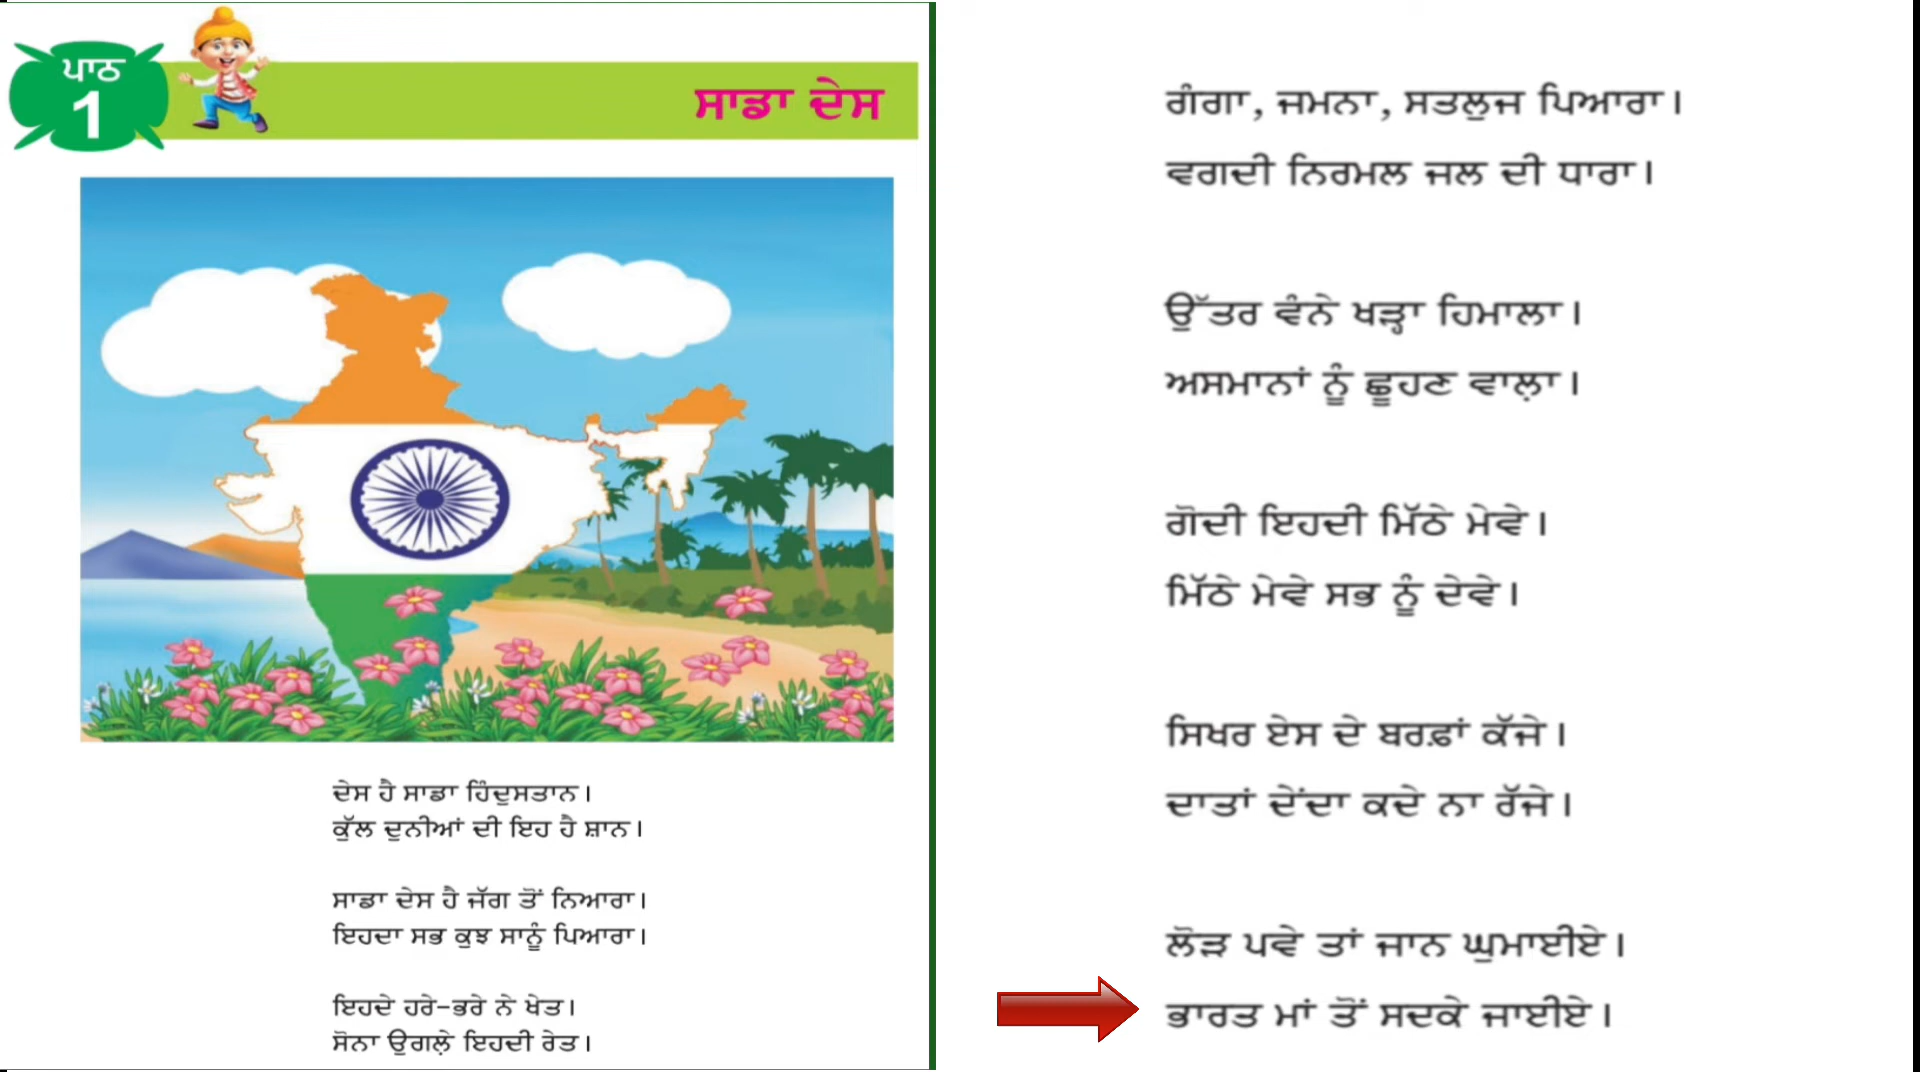 ਪਾਠ
1
ਸਾਡਾ ਦੇਸ
ਦੇਸ ਹੈ ਸਾਡਾ ਹਿੰਦੁਸਤਾਨ।
ਕੁੱਲ ਦੁਨੀਆਂ ਦੀ ਇਹ ਹੈ ਸ਼ਾਨ।
ਸਾਡਾ ਦੇਸ ਹੈ ਜੱਗ ਤੋਂ ਨਿਆਰਾ।
ਇਹਦਾ ਸਭ ਕੁਝ ਸਾਨੂੰ ਪਿਆਰਾ।
ਇਹਦੇ ਹਰੇ-ਭਰੇ ਨੇ ਖੇਤ।
ਸੋਨਾ ਉਗਲ਼ੇ ਇਹਦੀ ਰੇਤ।
ਗੰਗਾ, ਜਮਨਾ, ਸਤਲੁਜ ਪਿਆਰਾ।
ਵਗਦੀ ਨਿਰਮਲ ਜਲ ਦੀ ਧਾਰਾ।
ਉੱਤਰ ਵੰਨੇ ਖੜ੍ਹਾ ਹਿਮਾਲਾ।
ਅਸਮਾਨਾਂ ਨੂੰ ਛੂਹਣ ਵਾਲ਼ਾ।
ਗੋਦੀ ਇਹਦੀ ਮਿੱਠੇ ਮੇਵੇ।
ਮਿੱਠੇ ਮੇਵੇ ਸਭ ਨੂੰ ਦੇਵੇ।
ਸਿਖਰ ਏਸ ਦੇ ਬਰਫ਼ਾਂ ਕੱਜੇ।
ਦਾਤਾਂ ਦੇਂਦਾ ਕਦੇ ਨਾ ਰੱਜੇ।
ਲੋੜ ਪਵੇ ਤਾਂ ਜਾਨ ਘੁਮਾਈਏ।
ਭਾਰਤ ਮਾਂ ਤੋਂ ਸਦਕੇ ਜਾਈਏ।